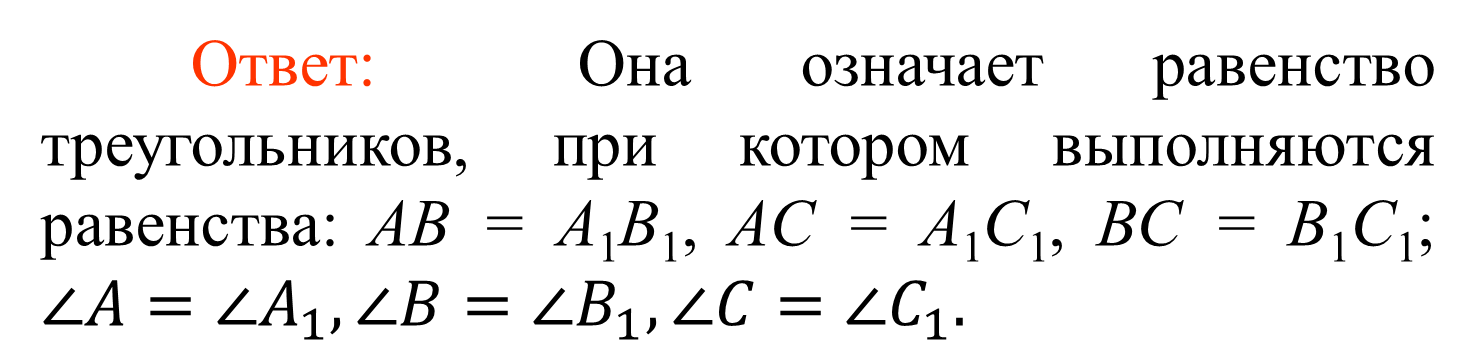 Ответ: Она означает равенство
треугольников, при котором выполняются
равенства: AB = A₁B₁, AC = A₁C₁, BC = B₁C₁;
∠A = ∠A₁, ∠B = ∠B₁, ∠C = ∠C₁.